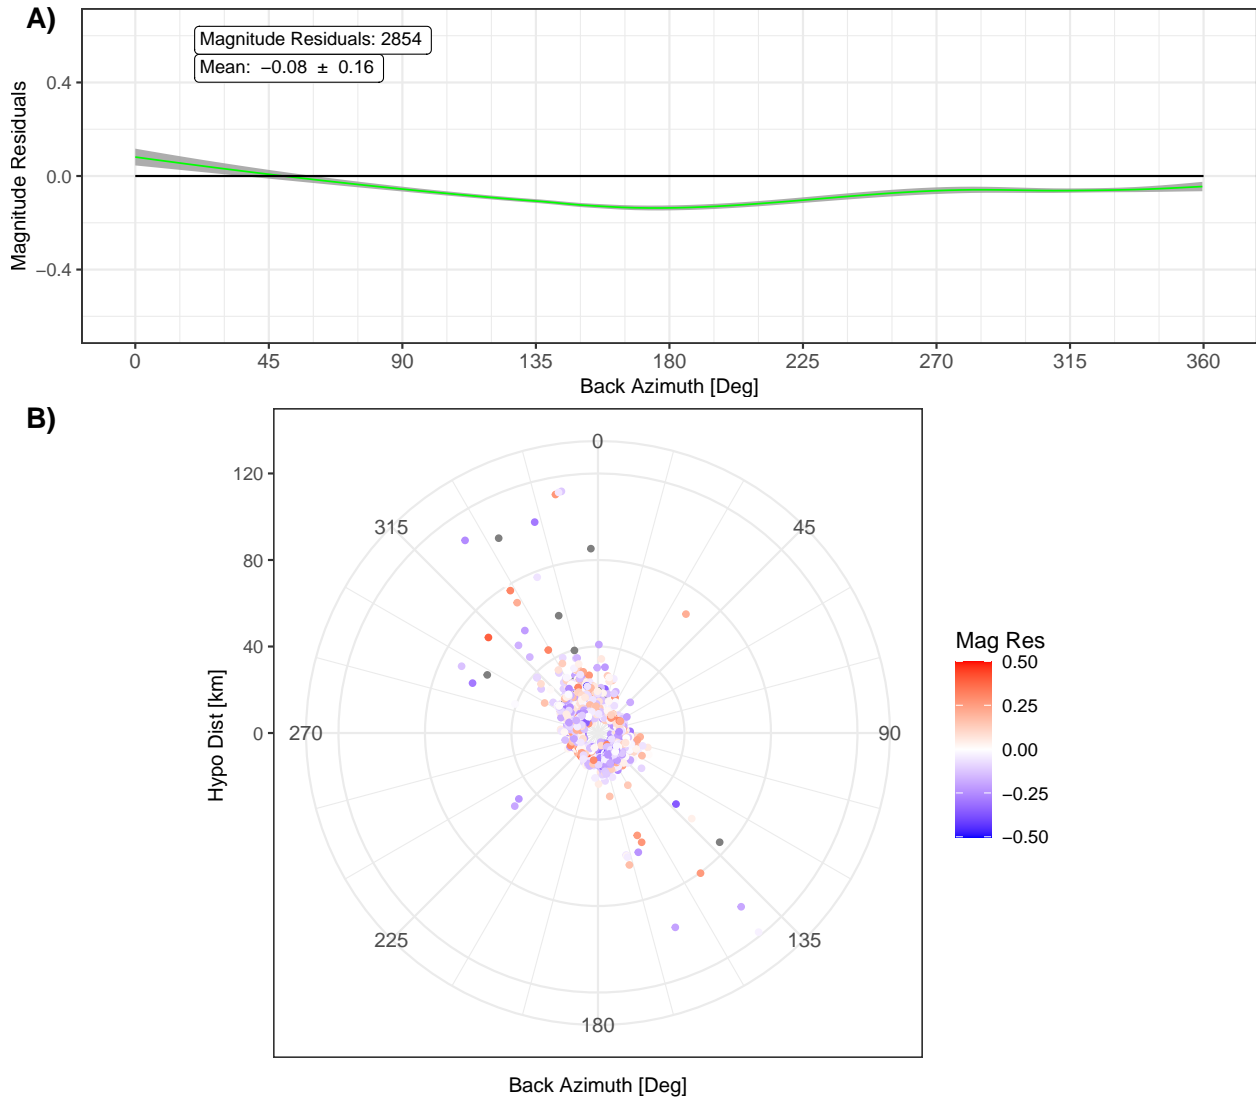 A)
Magnitude Residuals: 2854
Mean: −0.08 ± 0.16
Magnitude Residuals
0.4
0.0
−0.4
0 45 90 135 180 225 270 315 360
Back Azimuth [Deg]
B)
Hypo Dist [km]
120
80
40
0
0
45
90
135
180
225
270
315
Back Azimuth [Deg]
Mag Res
0.50
0.25
0.00
−0.25
−0.50